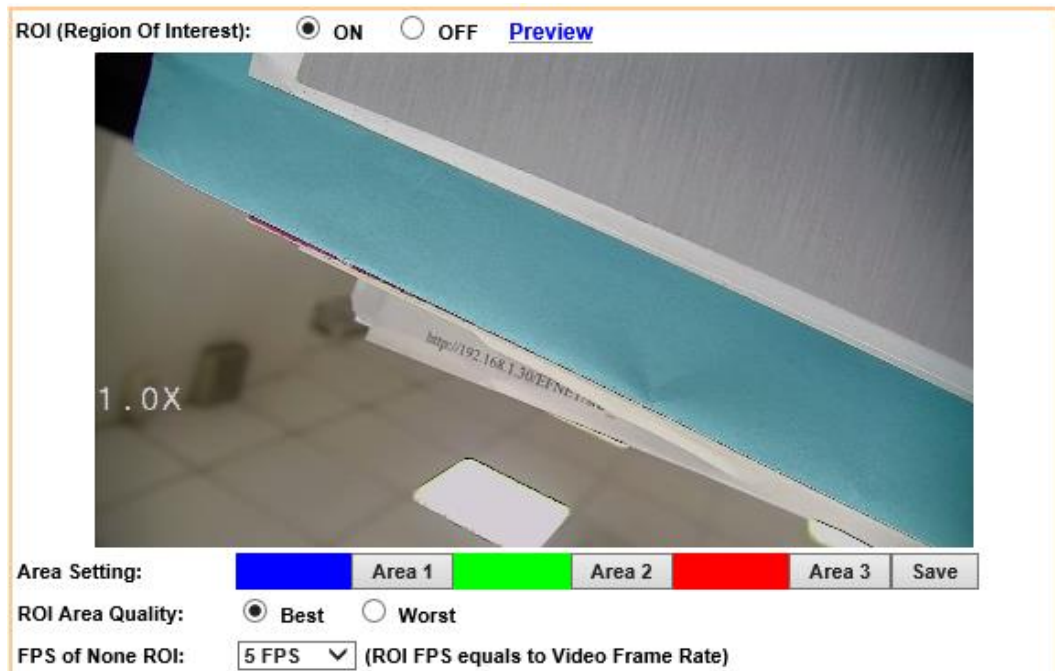 ROI (Region Of Interest): ON OFF Preview
http://192.168.1.30/EFNET/
1.0X
Area Setting: Area 1 Area 2 Area 3 Save
ROI Area Quality: Best Worst
FPS of None ROI: 5 FPS (ROI FPS equals to Video Frame Rate)